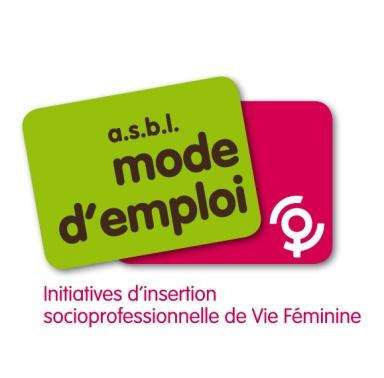 a.s.b.l.
mode
d'emploi
Initiatives d'insertion
socioprofessionnelle de Vie Féminine